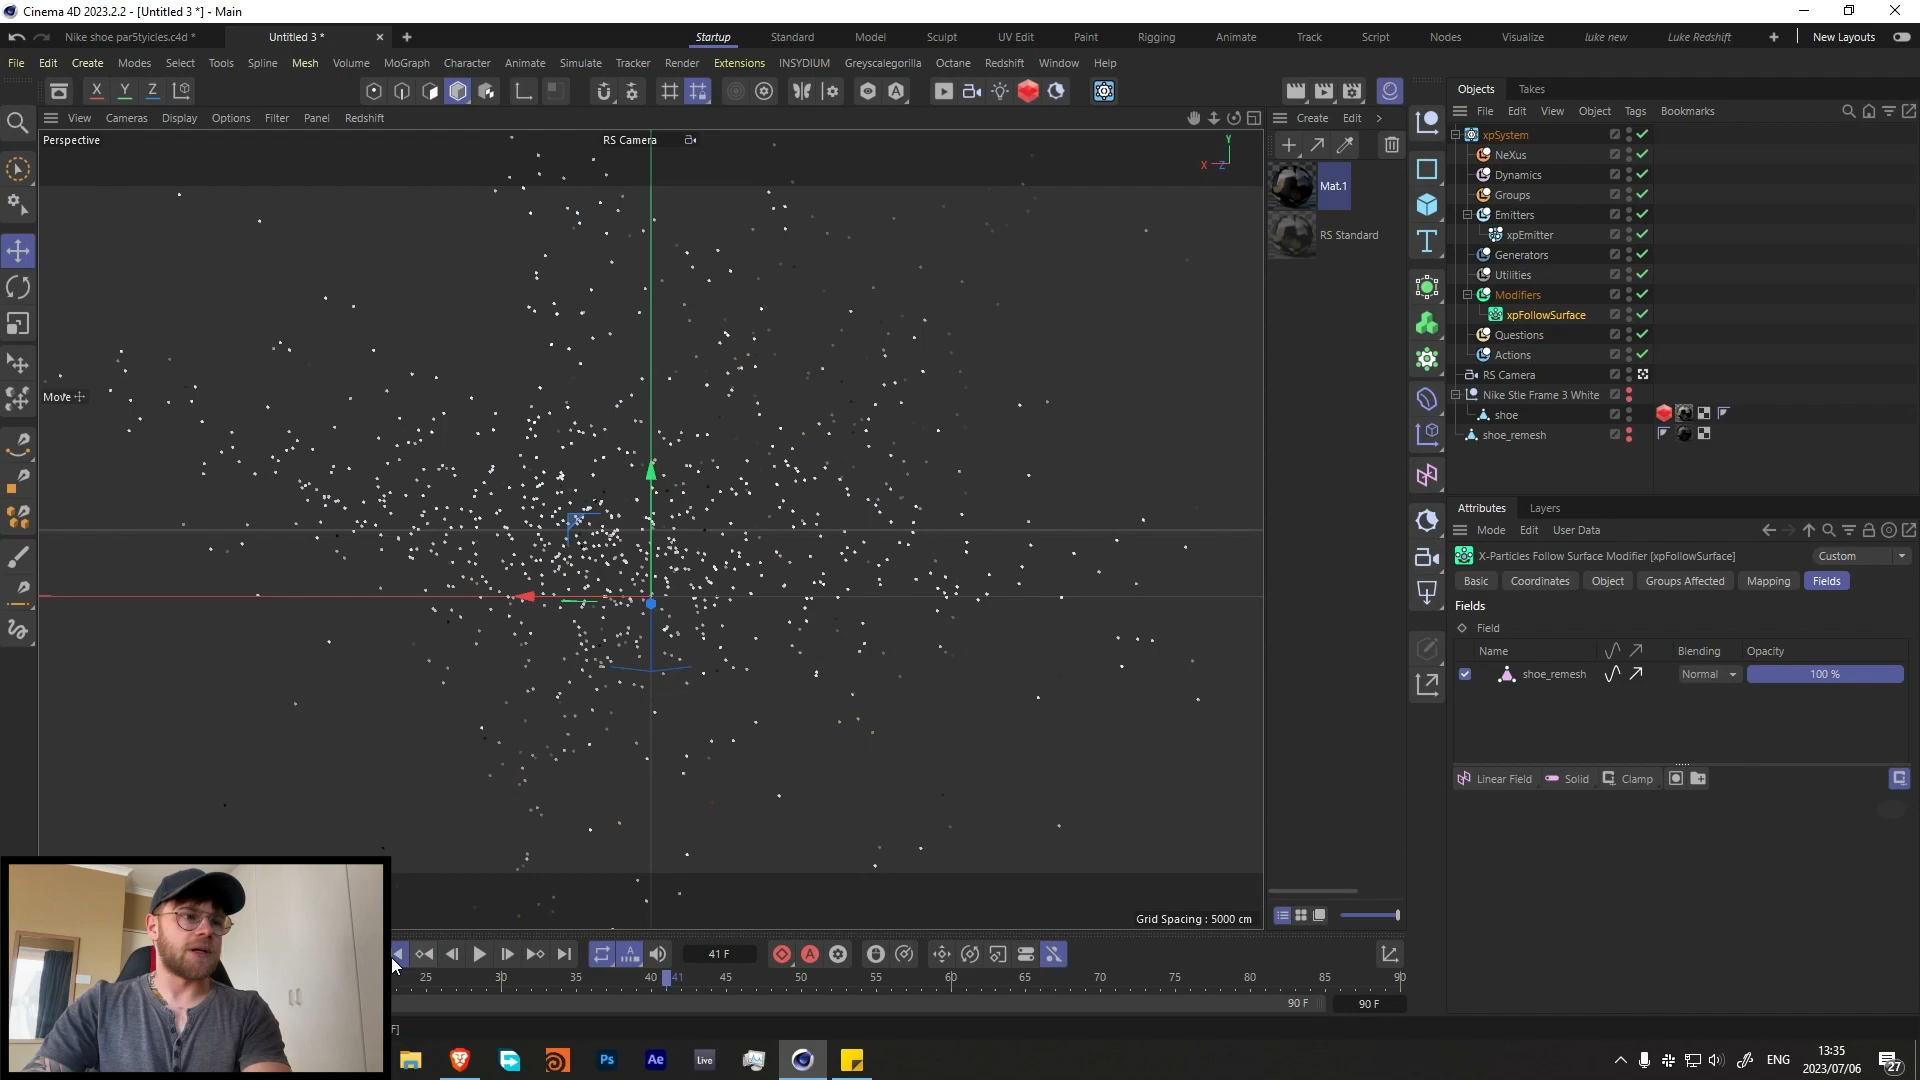 Cinema 4D 2023.2.2 - [Untitled 3 *] - Main
Nike shoe par5tyicles.c4d *
Untitled 3 *
Startup Standard Model Sculpt UV Edit Paint Rigging Animate Track Script Nodes Visualize luke new Luke Redshift New Layouts
File Edit Create Modes Select Tools Spline Mesh Volume MoGraph Character Animate Simulate Tracker Render Extensions INSYDIUM Greyscalegorilla Octane Redshift Window Help
X Y Z
View Cameras Display Options Filter Panel Redshift
Perspective
RS Camera
Y
X Z
Move
Grid Spacing : 5000 cm
Create Edit
Mat.1
RS Standard
Objects Takes
File Edit View Object Tags Bookmarks
xpSystem
NeXus
Dynamics
Groups
Emitters
xpEmitter
Generators
Utilities
Modifiers
xpFollowSurface
Questions
Actions
RS Camera
Nike Stie Frame 3 White
shoe
shoe_remesh
Attributes Layers
Mode Edit User Data
X-Particles Follow Surface Modifier [xpFollowSurface]
Custom
Basic Coordinates Object Groups Affected Mapping Fields
Fields
Field
Name Blending Opacity
shoe_remesh Normal 100 %
Linear Field Solid Clamp
41 F
25 30 35 40 41 45 50 55 60 65 70 75 80 85 90
90 F 90 F
F]
Ps Ae Live
ENG
13:35
2023/07/06
27